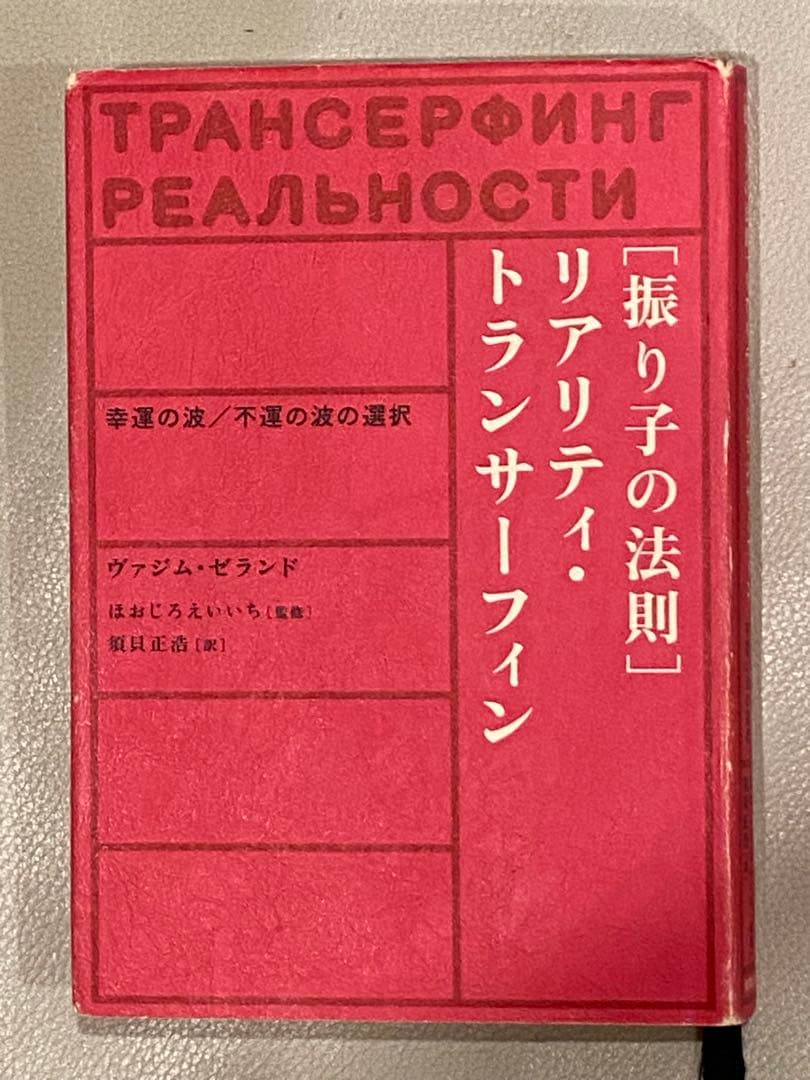 ТРАНСЕРФИНГ
РЕАЛЬНОСТИ
[振り子の法則]
リアリティ・
トランサーフィン
幸運の波／不運の波の選択
ヴァジム・ゼランド
ほおじろえいいち[監修]
須貝正浩[訳]